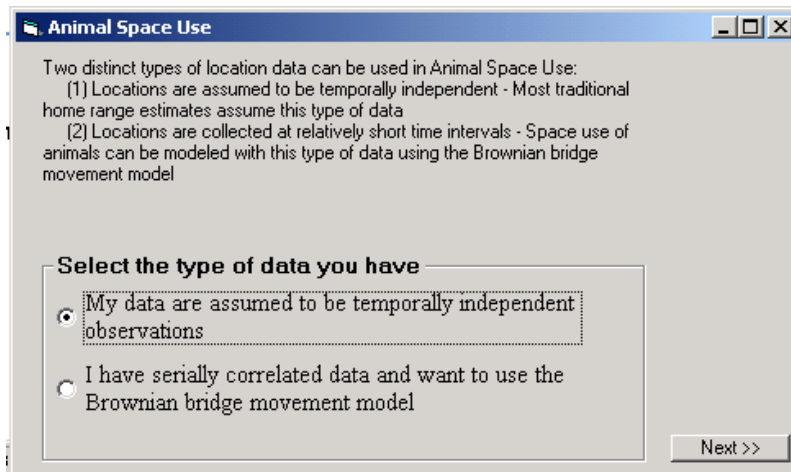 Animal Space Use
Two distinct types of location data can be used in Animal Space Use:
(1) Locations are assumed to be temporally independent - Most traditional
home range estimates assume this type of data
(2) Locations are collected at relatively short time intervals - Space use of
animals can be modeled with this type of data using the Brownian bridge
movement model
Select the type of data you have
My data are assumed to be temporally independent
observations
I have serially correlated data and want to use the
Brownian bridge movement model
Next >>